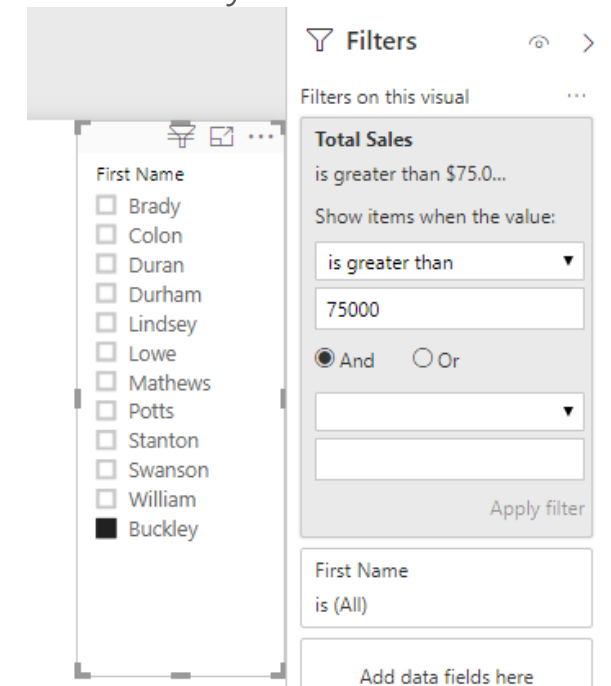 First Name
Brady
Colon
Duran
Durham
Lindsey
Lowe
Mathews
Potts
Stanton
Swanson
William
Buckley
Filters
Filters on this visual
Total Sales
is greater than $75.0...
Show items when the value:
is greater than
75000
And Or
Apply filter
First Name
is (All)
Add data fields here